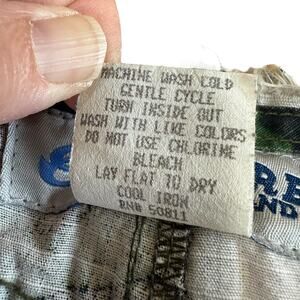 MACHINE WASH COLD
GENTLE CYCLE
TURN INSIDE OUT
WASH WITH LIKE COLORS
DO NOT USE CHLORINE
BLEACH
LAY FLAT TO DRY
COOL IRON
RN# 50811